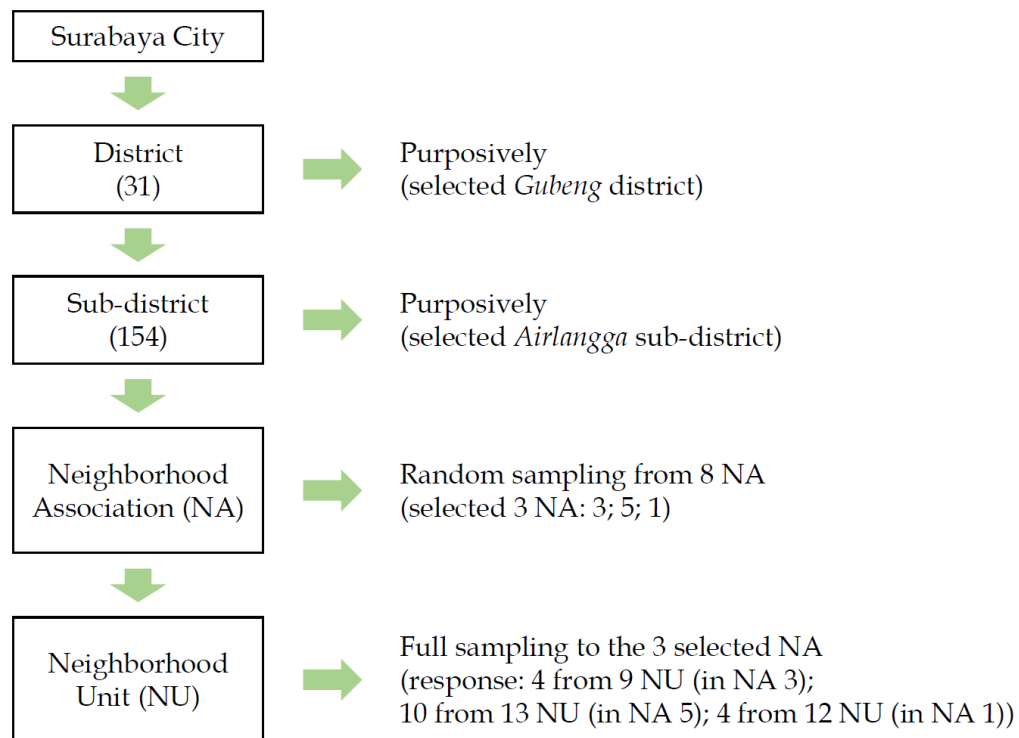 Surabaya City
District
(31)
Purposively
(selected Gubeng district)
Sub-district
(154)
Purposively
(selected Airlangga sub-district)
Neighborhood
Association (NA)
Random sampling from 8 NA
(selected 3 NA: 3; 5; 1)
Neighborhood
Unit (NU)
Full sampling to the 3 selected NA
(response: 4 from 9 NU (in NA 3);
10 from 13 NU (in NA 5); 4 from 12 NU (in NA 1))